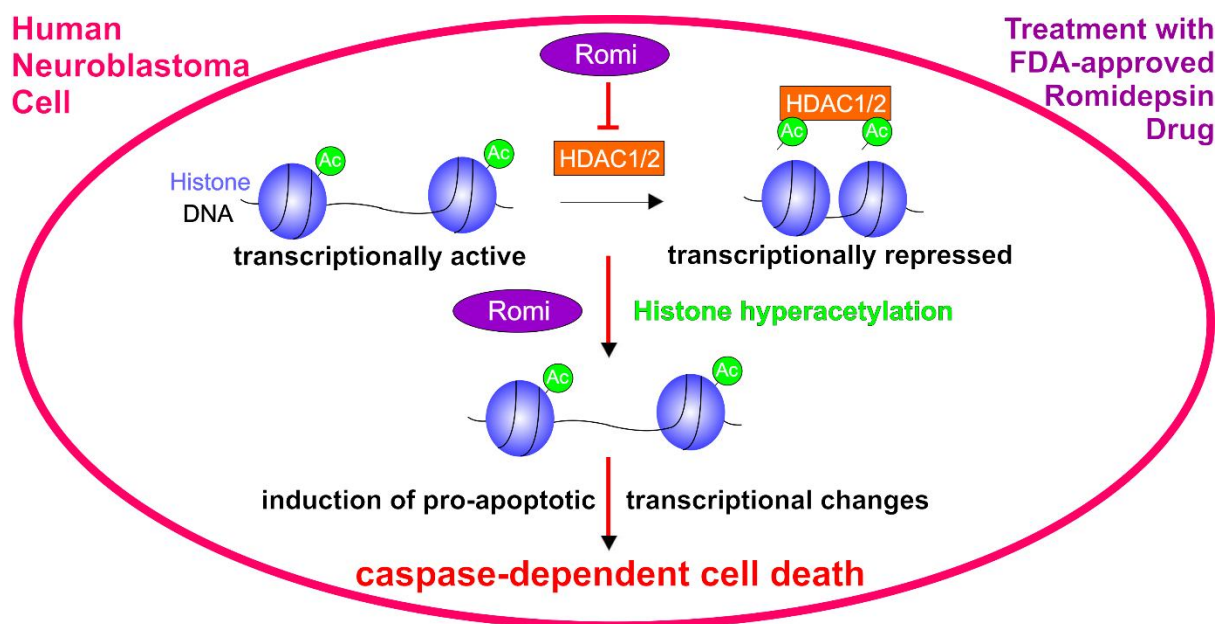 Human
Neuroblastoma
Cell
Treatment with
FDA-approved
Romidepsin
Drug
Romi
HDAC1/2
Ac
Ac
HDAC1/2
Ac
Ac
Histone
DNA
transcriptionally active
transcriptionally repressed
Romi
Histone hyperacetylation
Ac
Ac
induction of pro-apoptotic transcriptional changes
caspase-dependent cell death